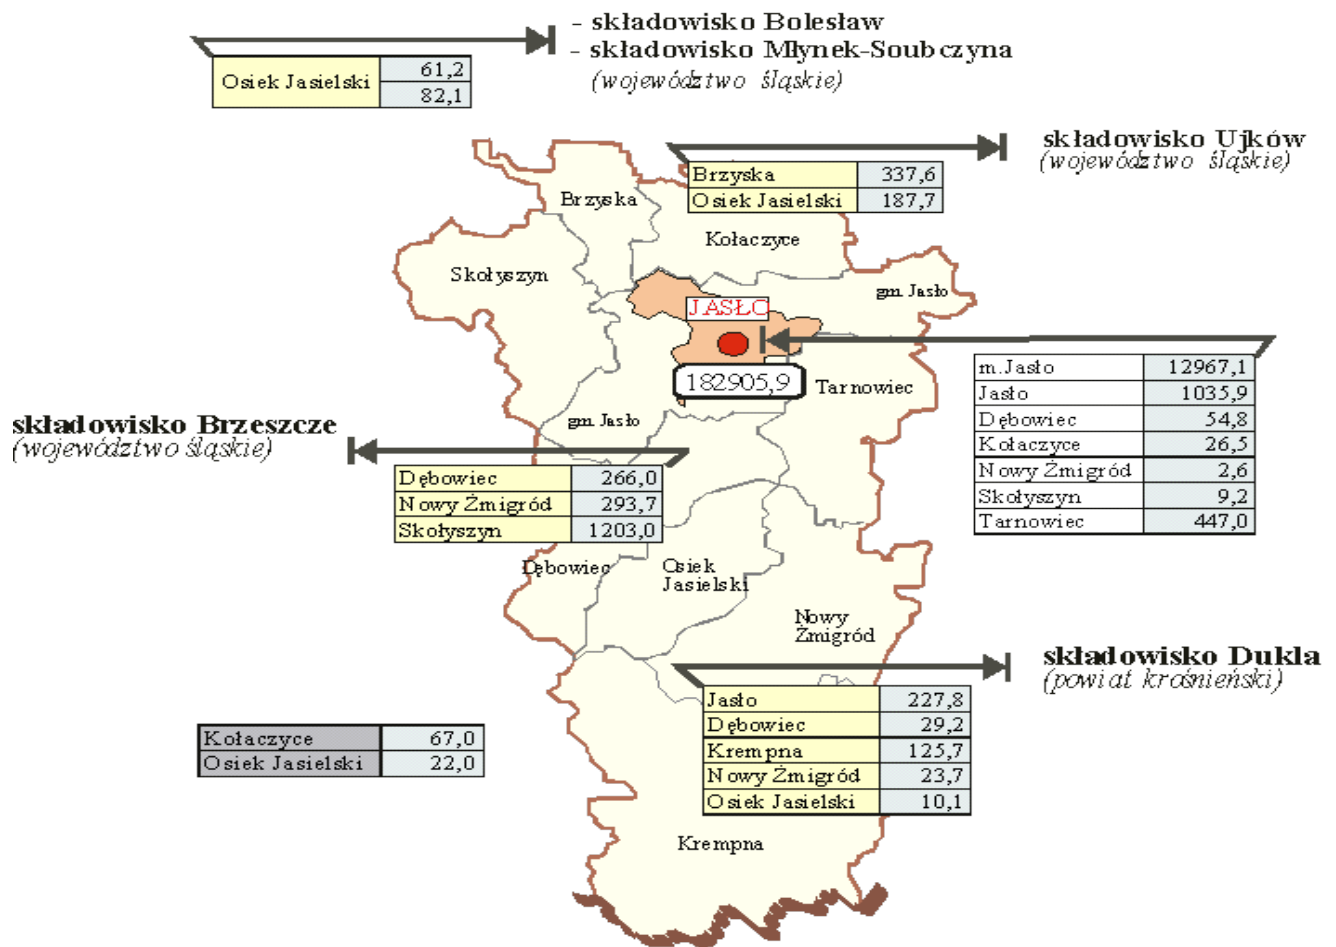 - składowisko Bolesław
- składowisko Młynek-Soubczyna
(województwo śląskie)
Osiek Jasielski 61,2
82,1
składowisko Ujków
(województwo śląskie)
Brzyska 337,6
Osiek Jasielski 187,7
Brzyska
Kołaczyce
Skołyszyn
gm. Jasło
JASŁO
182905,9
Tarnowiec
m.Jasło 12967,1
Jasło 1035,9
Dębowiec 54,8
Kołaczyce 26,5
Nowy Żmigród 2,6
Skołyszyn 9,2
Tarnowiec 447,0
gm. Jasło
składowisko Brzeszcze
(województwo śląskie)
Dębowiec 266,0
Nowy Żmigród 293,7
Skołyszyn 1203,0
Dębowiec
Osiek
Jasielski
Nowy
Żmigród
składowisko Dukla
(powiat krośnieński)
Jasło 227,8
Dębowiec 29,2
Krempna 125,7
Nowy Żmigród 23,7
Osiek Jasielski 10,1
Kołaczyce 67,0
Osiek Jasielski 22,0
Krempna